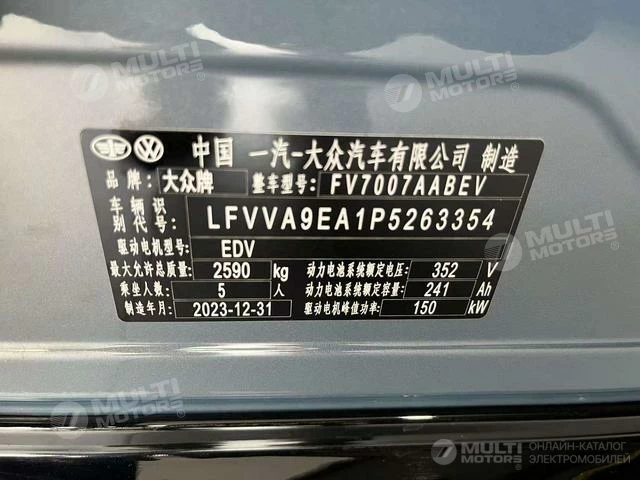 中国 一汽-大众汽车有限公司 制造
品牌: 大众牌 整车型号: FV7007AABEV
车辆识 LFVVA9EA1P5263354
驱动电机型号: EDV
最大允许总质量: 2590 kg 动力电池系统额定电压: 352 V
乘坐人数: 5 人 动力电池系统额定容量: 241 Ah
制造年月: 2023-12-31 驱动电机峰值功率: 150 kW
MULTI MOTORS
MULTI MOTORS
MULTI MOTORS
MULTI MOTORS
MULTI MOTORS
MULTI MOTORS ОНЛАЙН-КАТАЛОГ
ЭЛЕКТРОМОБИЛЕЙ